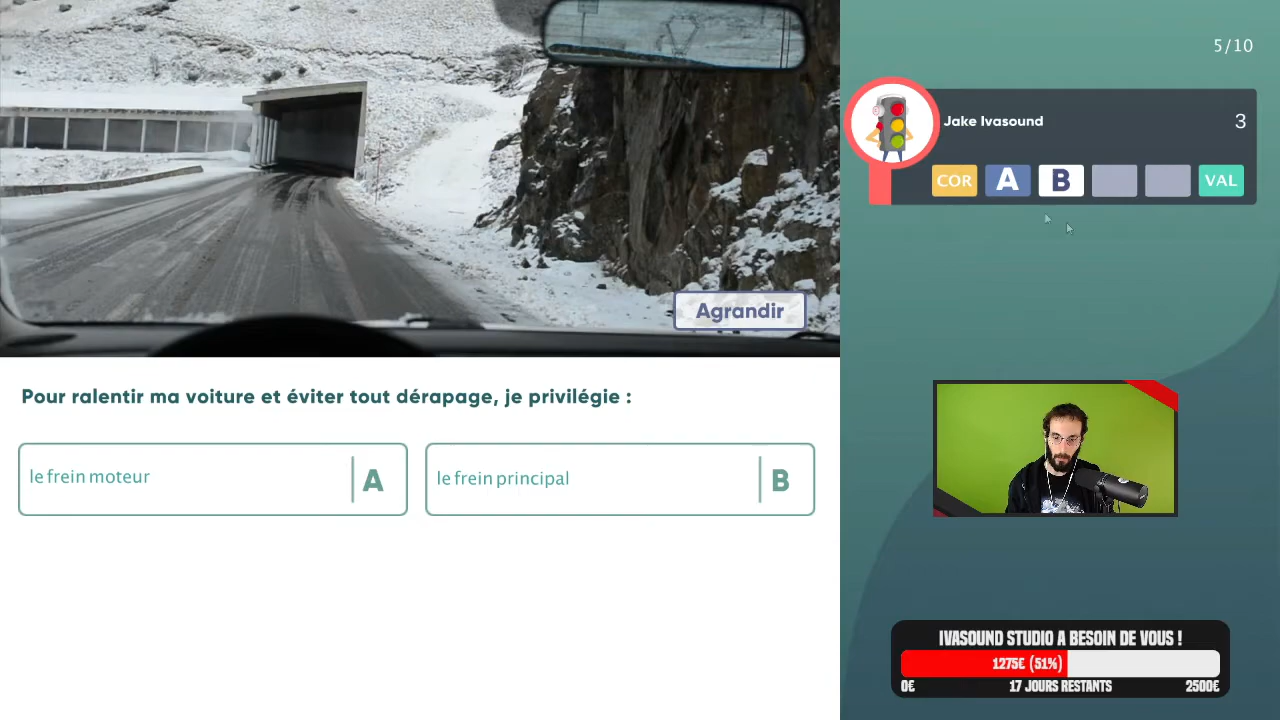 5/10
Jake Ivasound
3
COR
A
B
VAL
Agrandir
Pour ralentir ma voiture et éviter tout dérapage, je privilégie :
le frein moteur
A
le frein principal
B
IVASOUND STUDIO A BESOIN DE VOUS !
1275€ (51%)
0€
17 JOURS RESTANTS
2500€